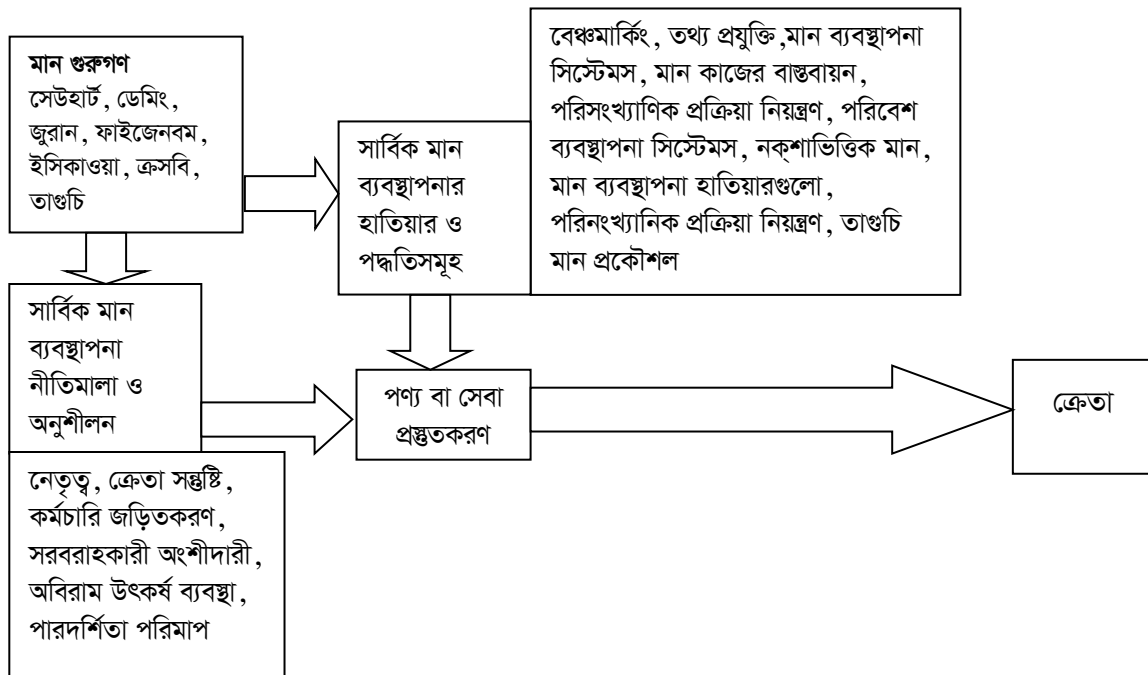 মান গুরুগণ
সেউহার্ট, ডেমিং,
জুরান, ফাইজেনবম,
ইসিকাওয়া, ক্রসবি,
তাগুচি
সার্বিক মান
ব্যবস্থাপনার
হাতিয়ার ও
পদ্ধতিসমূহ
বেঞ্চমার্কিং, তথ্য প্রযুক্তি,মান ব্যবস্থাপনা
সিস্টেমস, মান কাজের বাস্তবায়ন,
পরিসংখ্যাণিক প্রক্রিয়া নিয়ন্ত্রণ, পরিবেশ
ব্যবস্থাপনা সিস্টেমস, নক্‌শাভিত্তিক মান,
মান ব্যবস্থাপনা হাতিয়ারগুলো,
পরিনংখ্যানিক প্রক্রিয়া নিয়ন্ত্রণ, তাগুচি
মান প্রকৌশল
সার্বিক মান
ব্যবস্থাপনা
নীতিমালা ও
অনুশীলন
নেতৃত্ব, ক্রেতা সন্তুষ্টি,
কর্মচারি জড়িতকরণ,
সরবরাহকারী অংশীদারী,
অবিরাম উৎকর্ষ ব্যবস্থা,
পারদর্শিতা পরিমাপ
পণ্য বা সেবা
প্রস্তুতকরণ
ক্রেতা